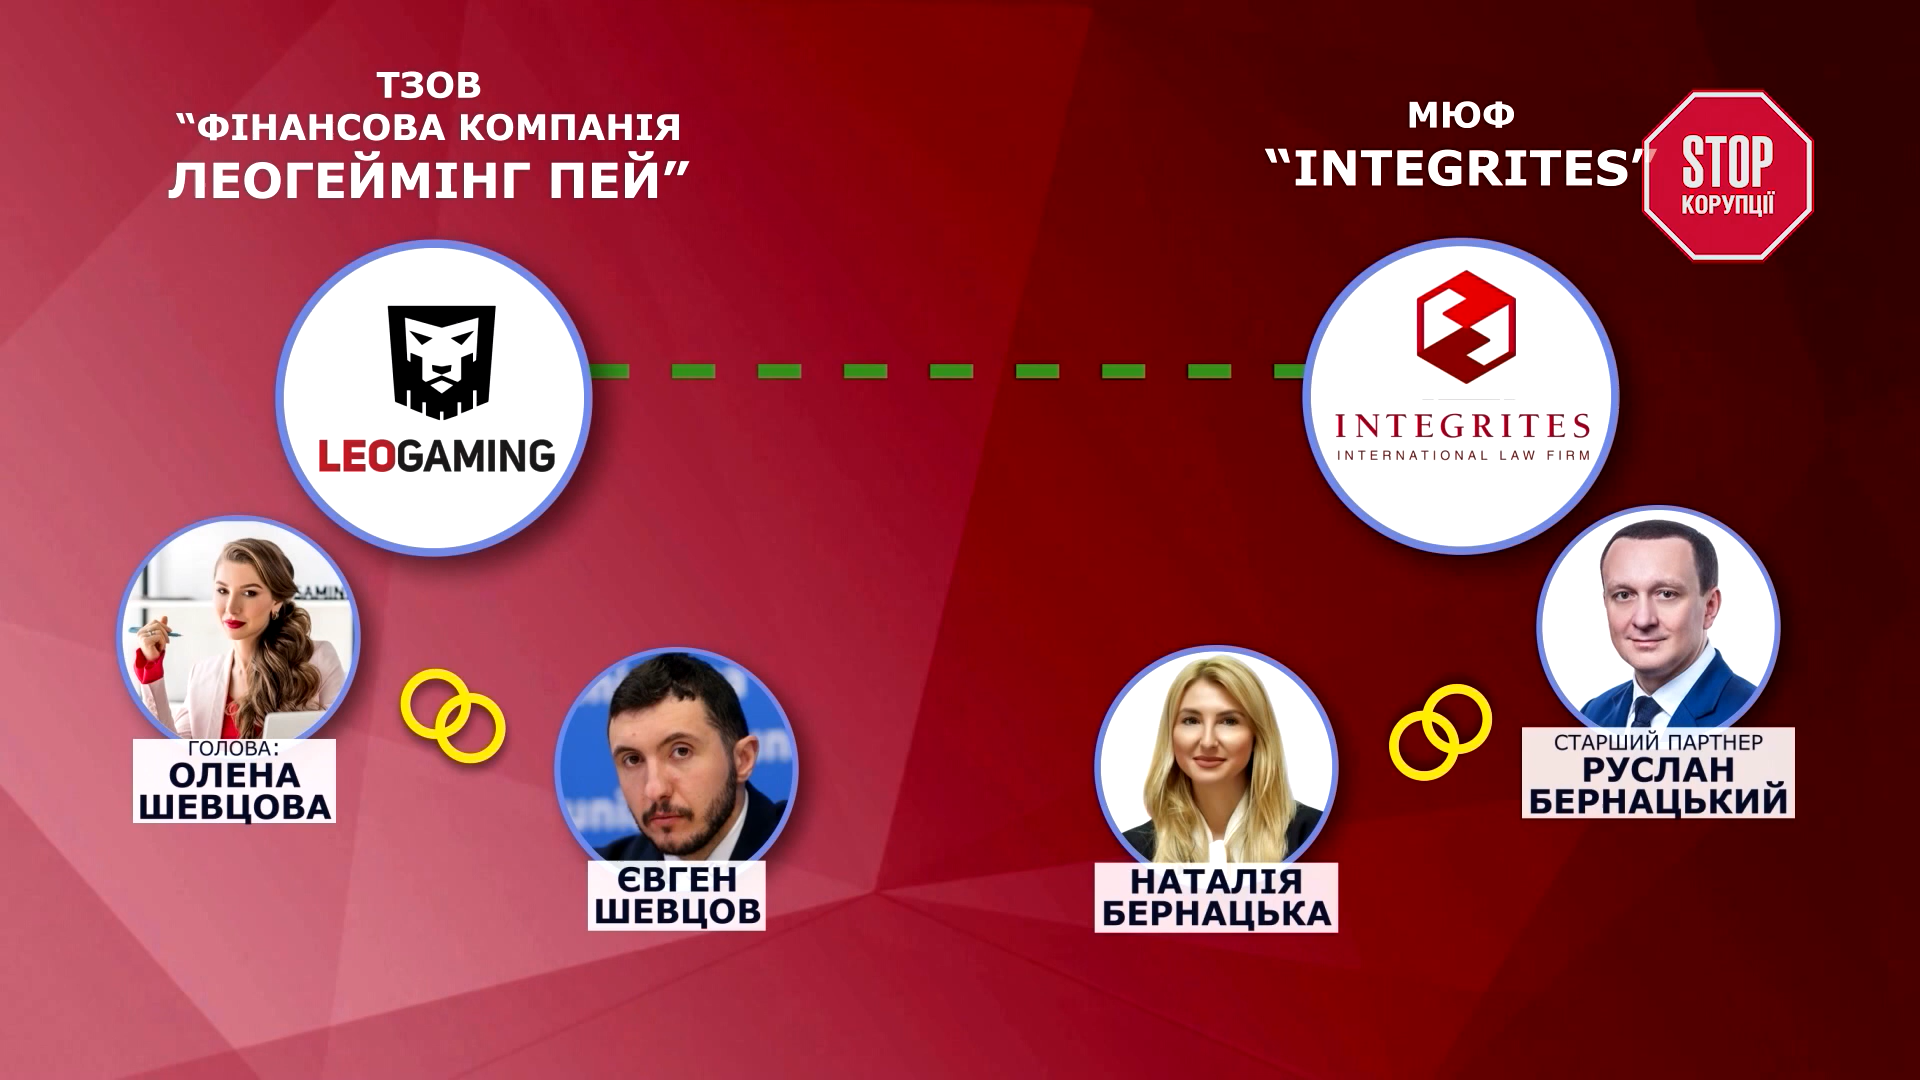 ТЗОВ
“ФІНАНСОВА КОМПАНІЯ
ЛЕОГЕЙМІНГ ПЕЙ”
МЮФ
“INTEGRITES”
STOP
КОРУПЦІЇ
LEOGAMING
INTEGRITES
INTERNATIONAL LAW FIRM
ГОЛОВА:
ОЛЕНА
ШЕВЦОВА
ЄВГЕН
ШЕВЦОВ
НАТАЛІЯ
БЕРНАЦЬКА
СТАРШИЙ ПАРТНЕР
РУСЛАН
БЕРНАЦЬКИЙ